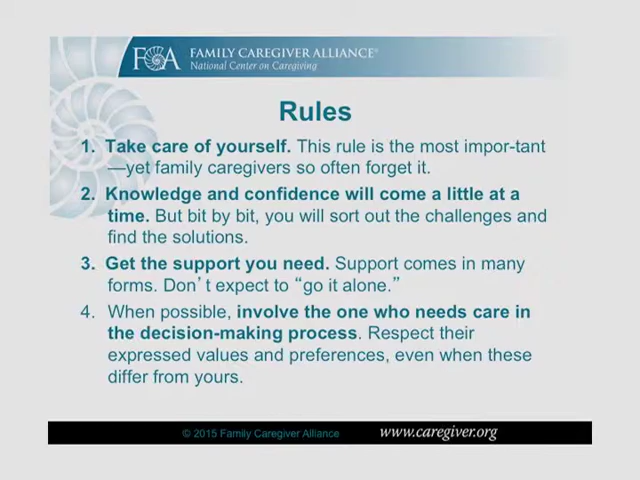 FCA FAMILY CAREGIVER ALLIANCE®
National Center on Caregiving
Rules
1. Take care of yourself. This rule is the most impor-tant
—yet family caregivers so often forget it.
2. Knowledge and confidence will come a little at a
time. But bit by bit, you will sort out the challenges and
find the solutions.
3. Get the support you need. Support comes in many
forms. Don’t expect to “go it alone.”
4. When possible, involve the one who needs care in
the decision-making process. Respect their
expressed values and preferences, even when these
differ from yours.
© 2015 Family Caregiver Alliance www.caregiver.org